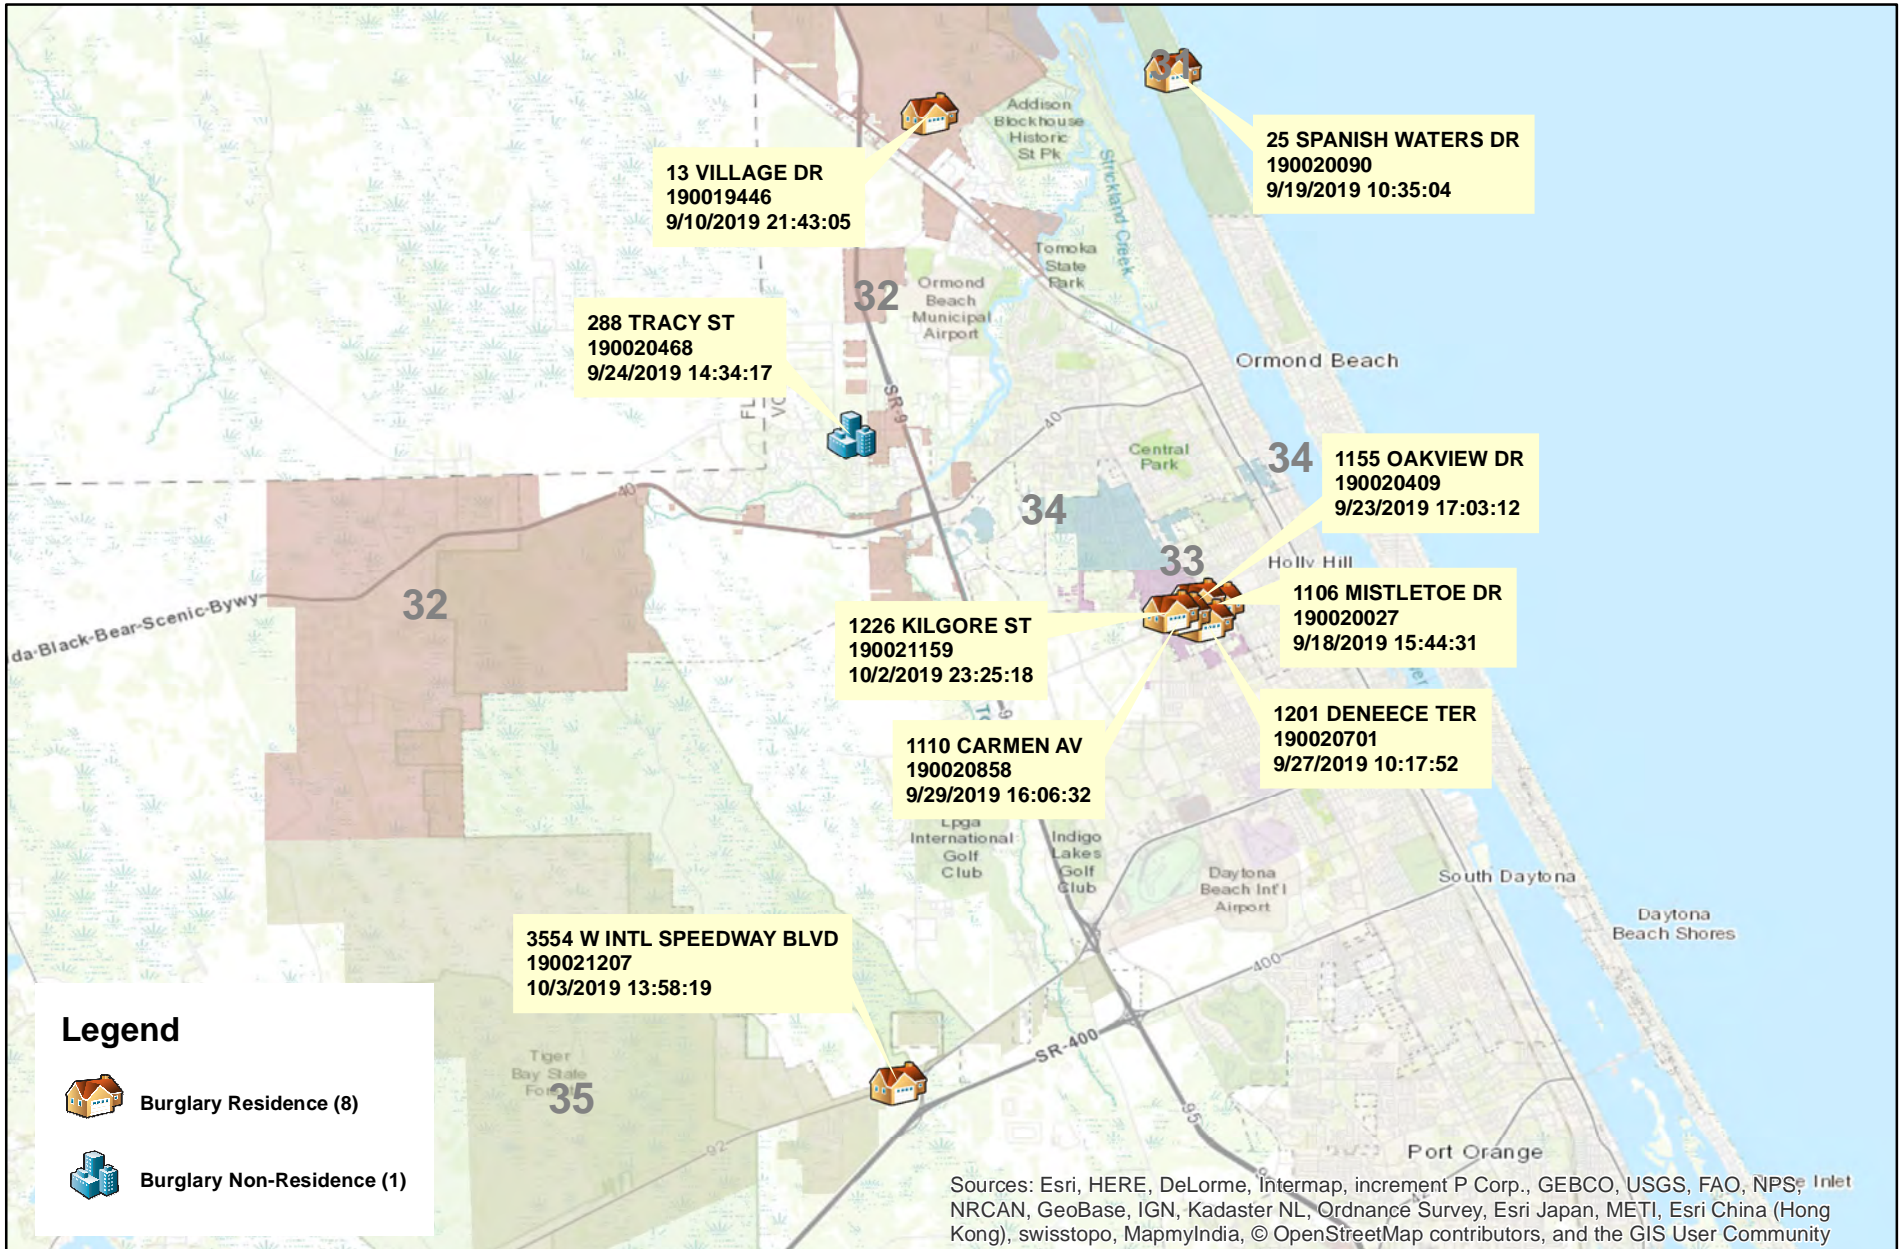 31
25 SPANISH WATERS DR
190020090
9/19/2019 10:35:04
Addison
Blockhouse
Historic
St Pk
Strickland Creek
13 VILLAGE DR
190019446
9/10/2019 21:43:05
Tomoka
State
Park
32
Ormond
Beach
Municipal
Airport
288 TRACY ST
190020468
9/24/2019 14:34:17
FL
VO
SR-9
Ormond Beach
40
Central
Park
34
1155 OAKVIEW DR
190020409
9/23/2019 17:03:12
40
34
33
Holly Hill
32
da-Black-Bear-Scenic-Bywy
1106 MISTLETOE DR
190020027
9/18/2019 15:44:31
1226 KILGORE ST
190021159
10/2/2019 23:25:18
1201 DENEECE TER
190020701
9/27/2019 10:17:52
1110 CARMEN AV
190020858
9/29/2019 16:06:32
Lpga
International
Golf
Club
Indigo
Lakes
Golf
Club
Daytona
Beach Int'l
Airport
South Daytona
Daytona
Beach Shores
3554 W INTL SPEEDWAY BLVD
190021207
10/3/2019 13:58:19
400
SR-400
Tiger
Bay State
35
95
92
Port Orange
e Inlet
Legend
Burglary Residence (8)
Burglary Non-Residence (1)
Sources: Esri, HERE, DeLorme, Intermap, increment P Corp., GEBCO, USGS, FAO, NPS,
NRCAN, GeoBase, IGN, Kadaster NL, Ordnance Survey, Esri Japan, METI, Esri China (Hong
Kong), swisstopo, MapmyIndia, © OpenStreetMap contributors, and the GIS User Community